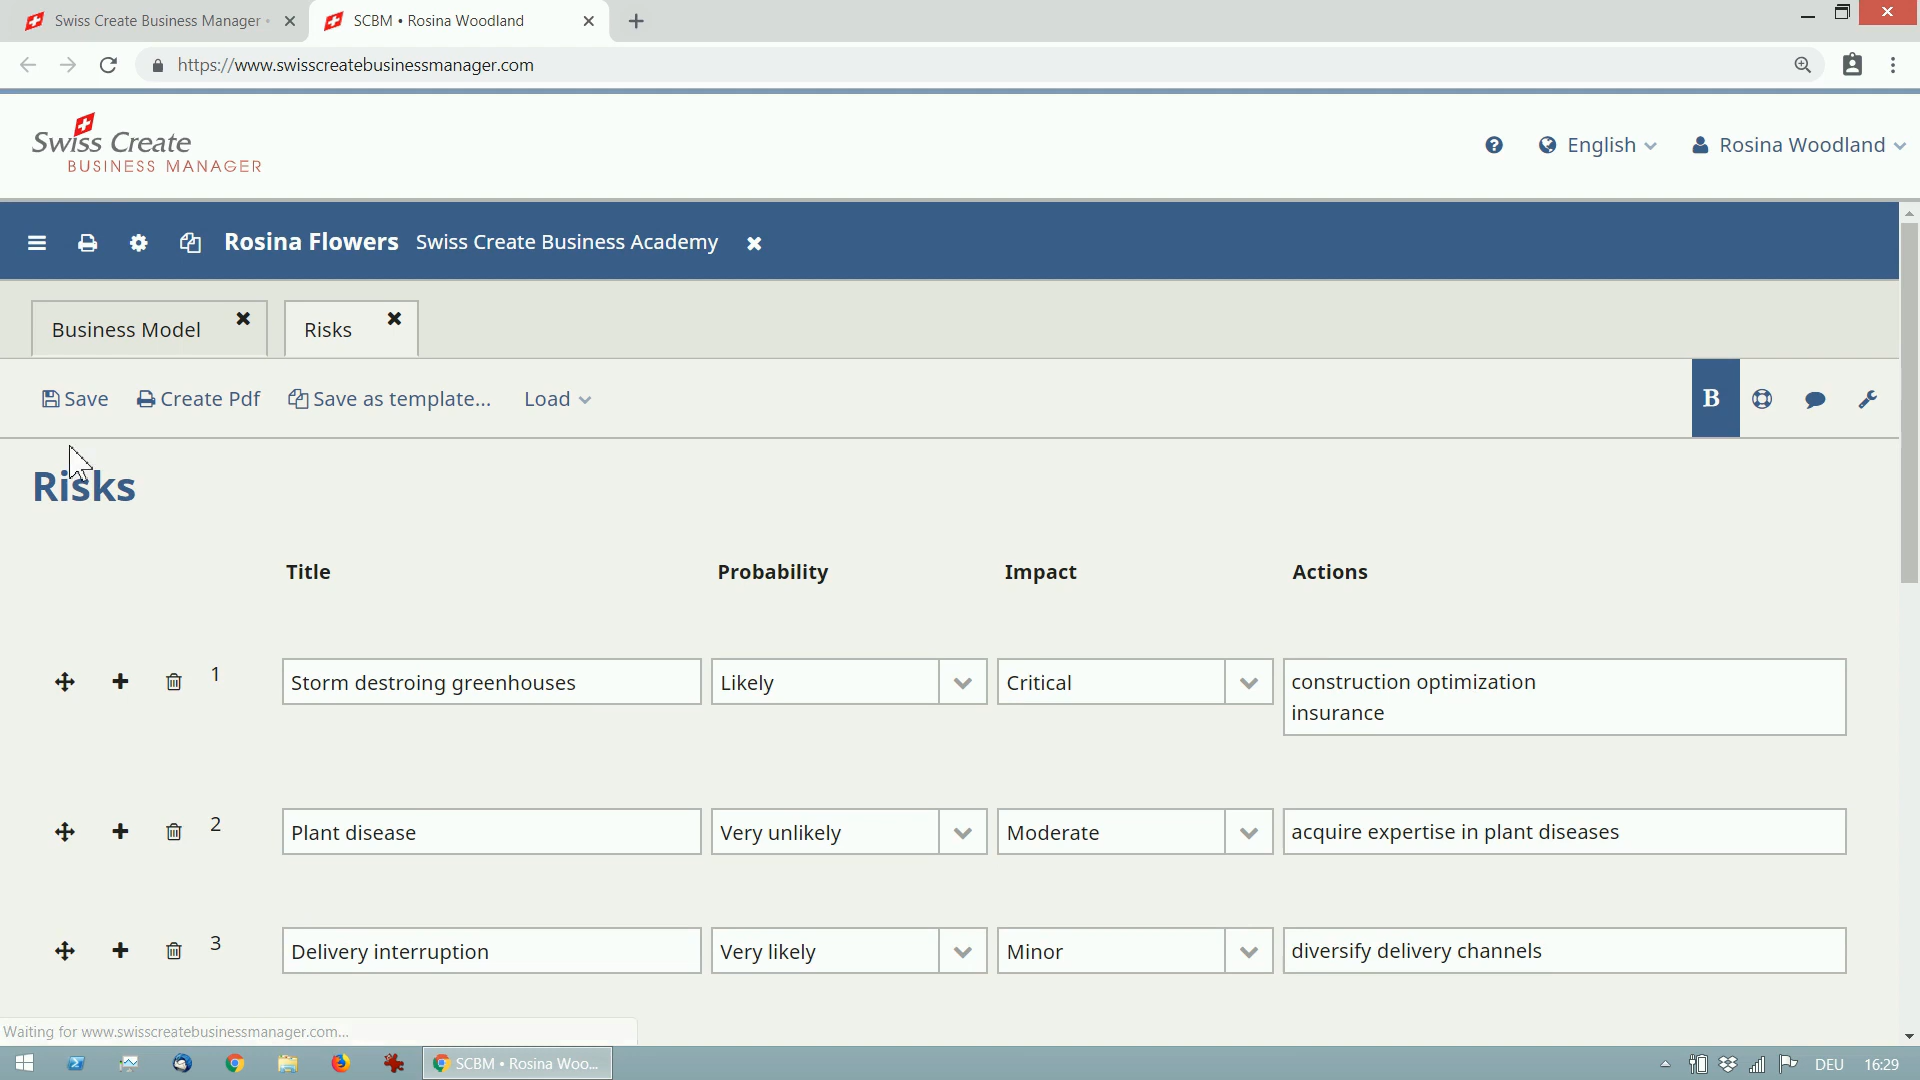 Swiss Create Business Manager •
SCBM • Rosina Woodland
https://www.swisscreatebusinessmanager.com
Swiss Create
BUSINESS MANAGER
English
Rosina Woodland
Rosina Flowers Swiss Create Business Academy
Business Model
Risks
Save
Create Pdf
Save as template...
Load
B
Risks
Title Probability Impact Actions
1 Storm destroing greenhouses Likely Critical construction optimization
insurance
2 Plant disease Very unlikely Moderate acquire expertise in plant diseases
3 Delivery interruption Very likely Minor diversify delivery channels
Waiting for www.swisscreatebusinessmanager.com...
SCBM • Rosina Woo...
DEU
16:29